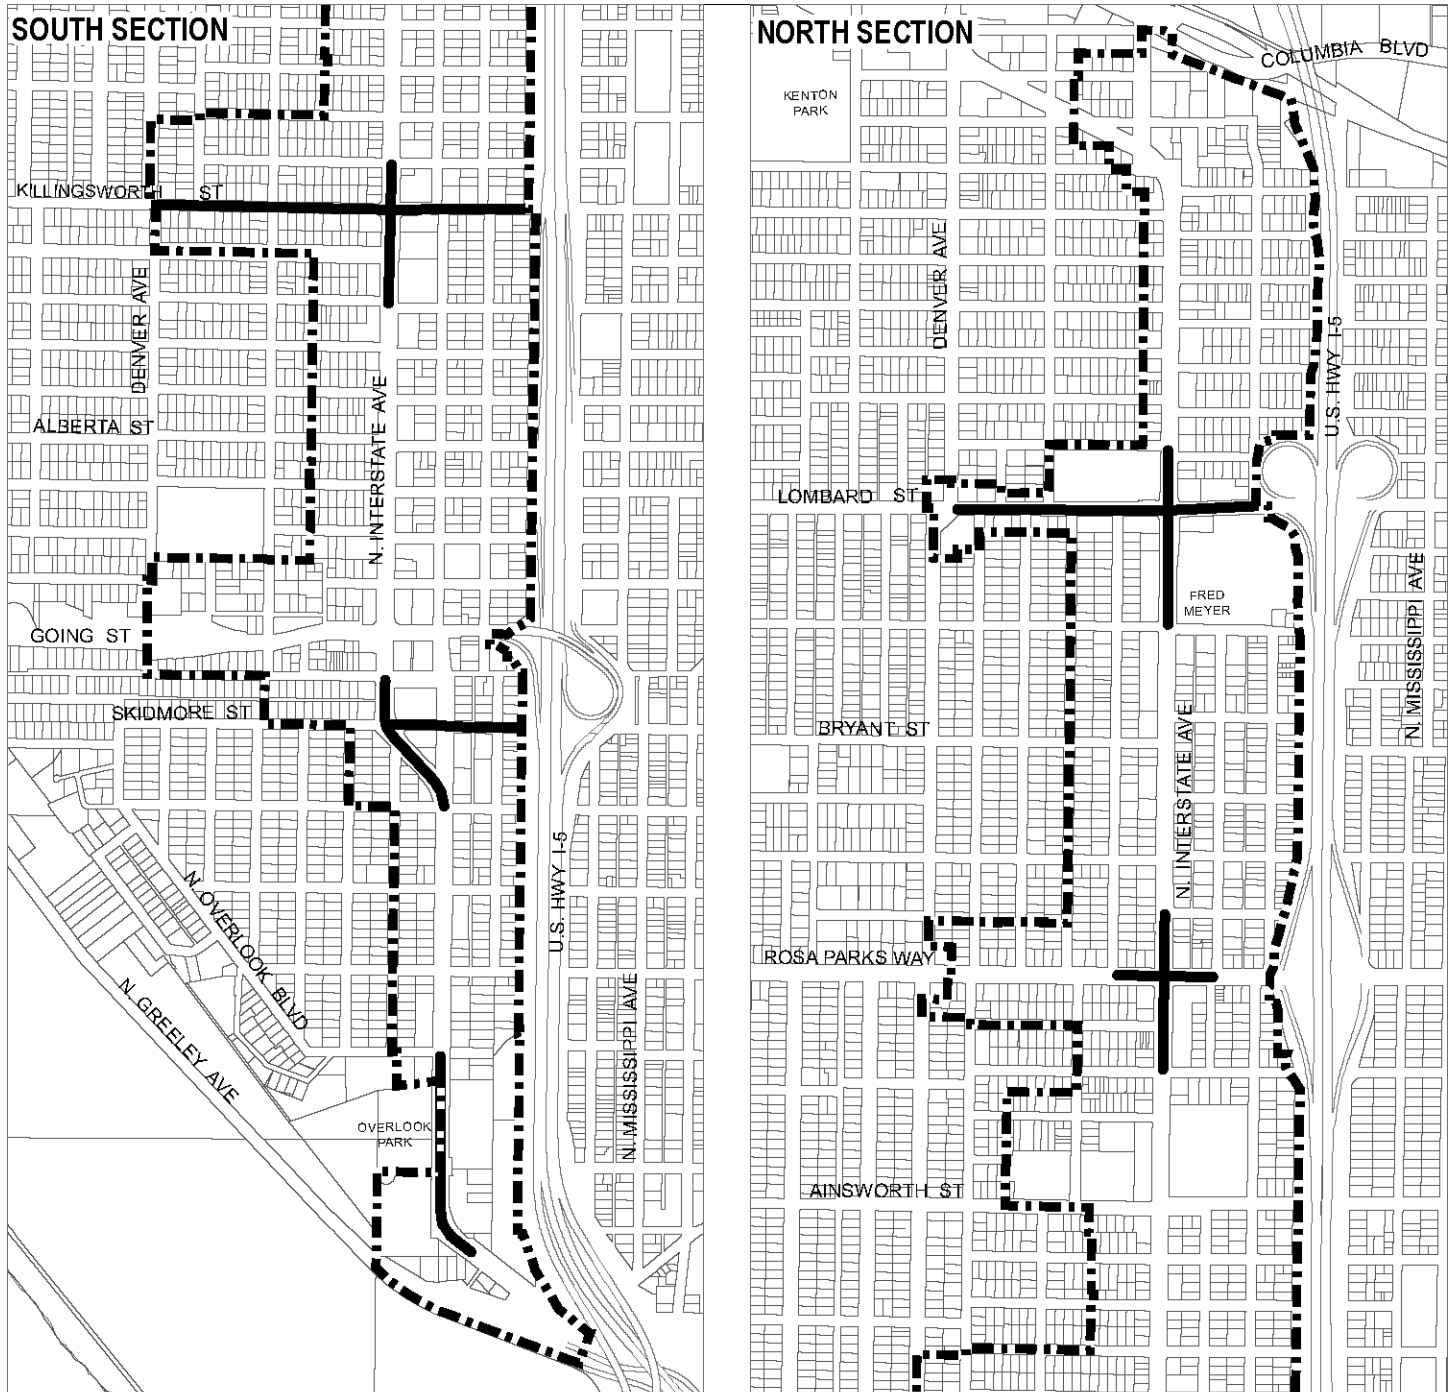 SOUTH SECTION
KILLINGSWORTH ST
DENVER AVE
N. INTERSTATE AVE
ALBERTA ST
GOING ST
SKIDMORE ST
U.S. HWY I-5
N. OVERLOOK BLVD
N. GREELEY AVE
N. MISSISSIPPI AVE
OVERLOOK
PARK
NORTH SECTION
COLUMBIA BLVD
KENTON
PARK
DENVER AVE
U.S. HWY I-5
LOMBARD ST
N. MISSISSIPPI AVE
FRED
MEYER
BRYANT ST
N. INTERSTATE AVE
ROSA PARKS WAY
AINSWORTH ST